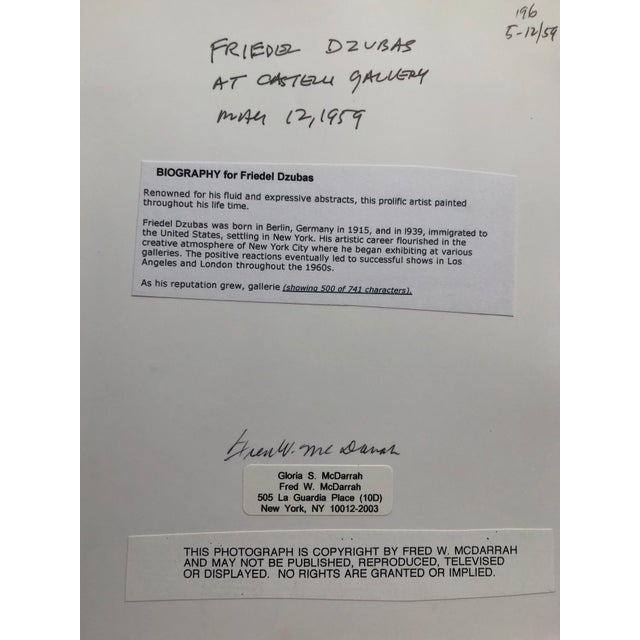 196
5-12/59
FRIEDEL DZUBAS
AT CASTELLI GALLERY
MAY 12, 1959
BIOGRAPHY for Friedel Dzubas
Renowned for his fluid and expressive abstracts, this prolific artist painted
throughout his life time.
Friedel Dzubas was born in Berlin, Germany in 1915, and in I939, immigrated to
the United States, settling in New York. His artistic career flourished in the
creative atmosphere of New York City where he began exhibiting at various
galleries. The positive reactions eventually led to successful shows in Los
Angeles and London throughout the 1960s.
As his reputation grew, gallerie (showing 500 of 741 characters).
Fred W. McDarrah
Gloria S. McDarrah
Fred W. McDarrah
505 La Guardia Place (10D)
New York, NY 10012-2003
THIS PHOTOGRAPH IS COPYRIGHT BY FRED W. MCDARRAH
AND MAY NOT BE PUBLISHED, REPRODUCED, TELEVISED
OR DISPLAYED. NO RIGHTS ARE GRANTED OR IMPLIED.